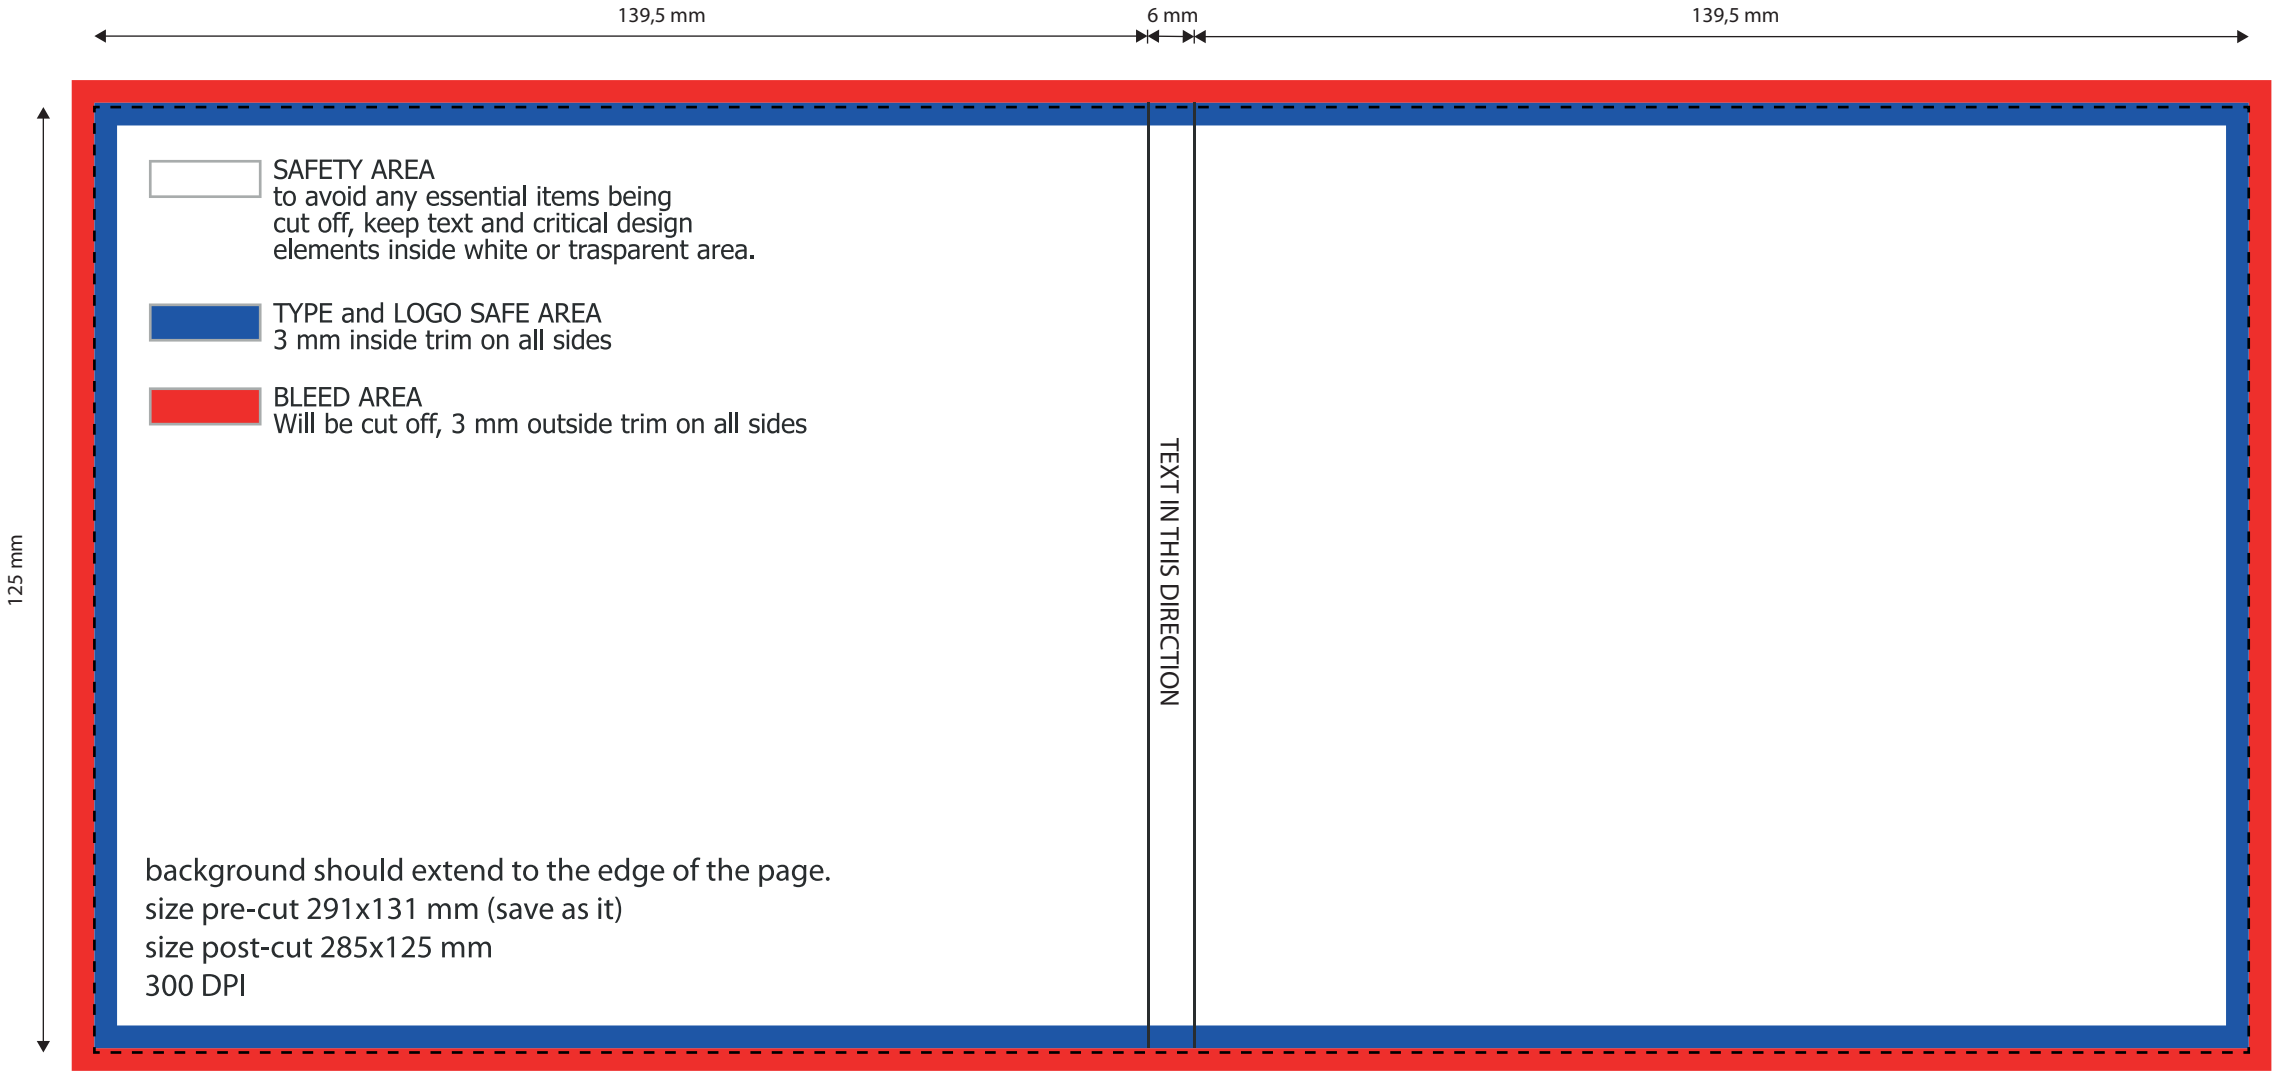 139,5 mm
6 mm
139,5 mm
125 mm
SAFETY AREA
to avoid any essential items being
cut off, keep text and critical design
elements inside white or trasparent area.
TYPE and LOGO SAFE AREA
3 mm inside trim on all sides
BLEED AREA
Will be cut off, 3 mm outside trim on all sides
TEXT IN THIS DIRECTION
background should extend to the edge of the page.
size pre-cut 291x131 mm (save as it)
size post-cut 285x125 mm
300 DPI